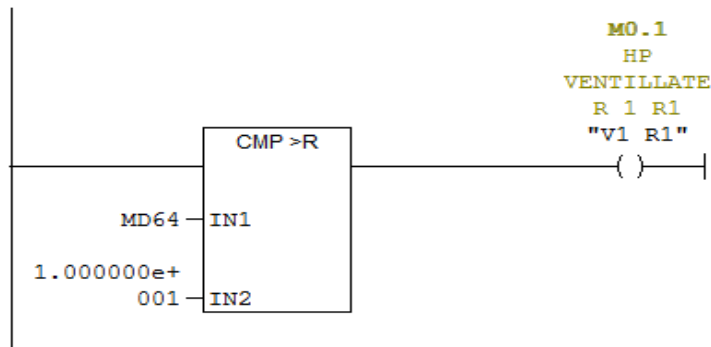 M0.1
HP
VENTILLATE
R 1 R1
"V1 R1"
CMP >R
MD64
IN1
1.000000e+
001
IN2